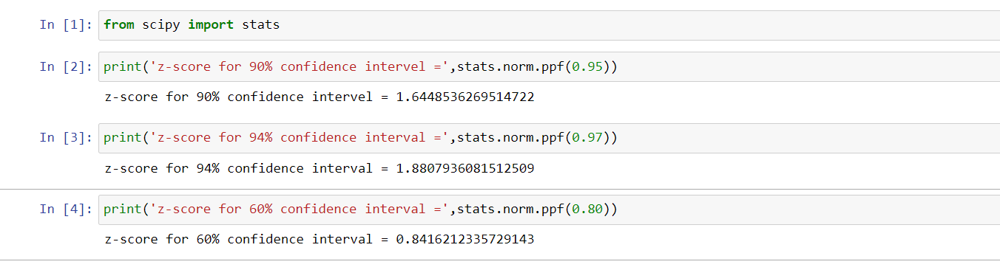 In [1]: from scipy import stats
In [2]: print('z-score for 90% confidence intervel =',stats.norm.ppf(0.95))
z-score for 90% confidence intervel = 1.6448536269514722
In [3]: print('z-score for 94% confidence interval =',stats.norm.ppf(0.97))
z-score for 94% confidence interval = 1.8807936081512509
In [4]: print('z-score for 60% confidence interval =',stats.norm.ppf(0.80))
z-score for 60% confidence interval = 0.8416212335729143